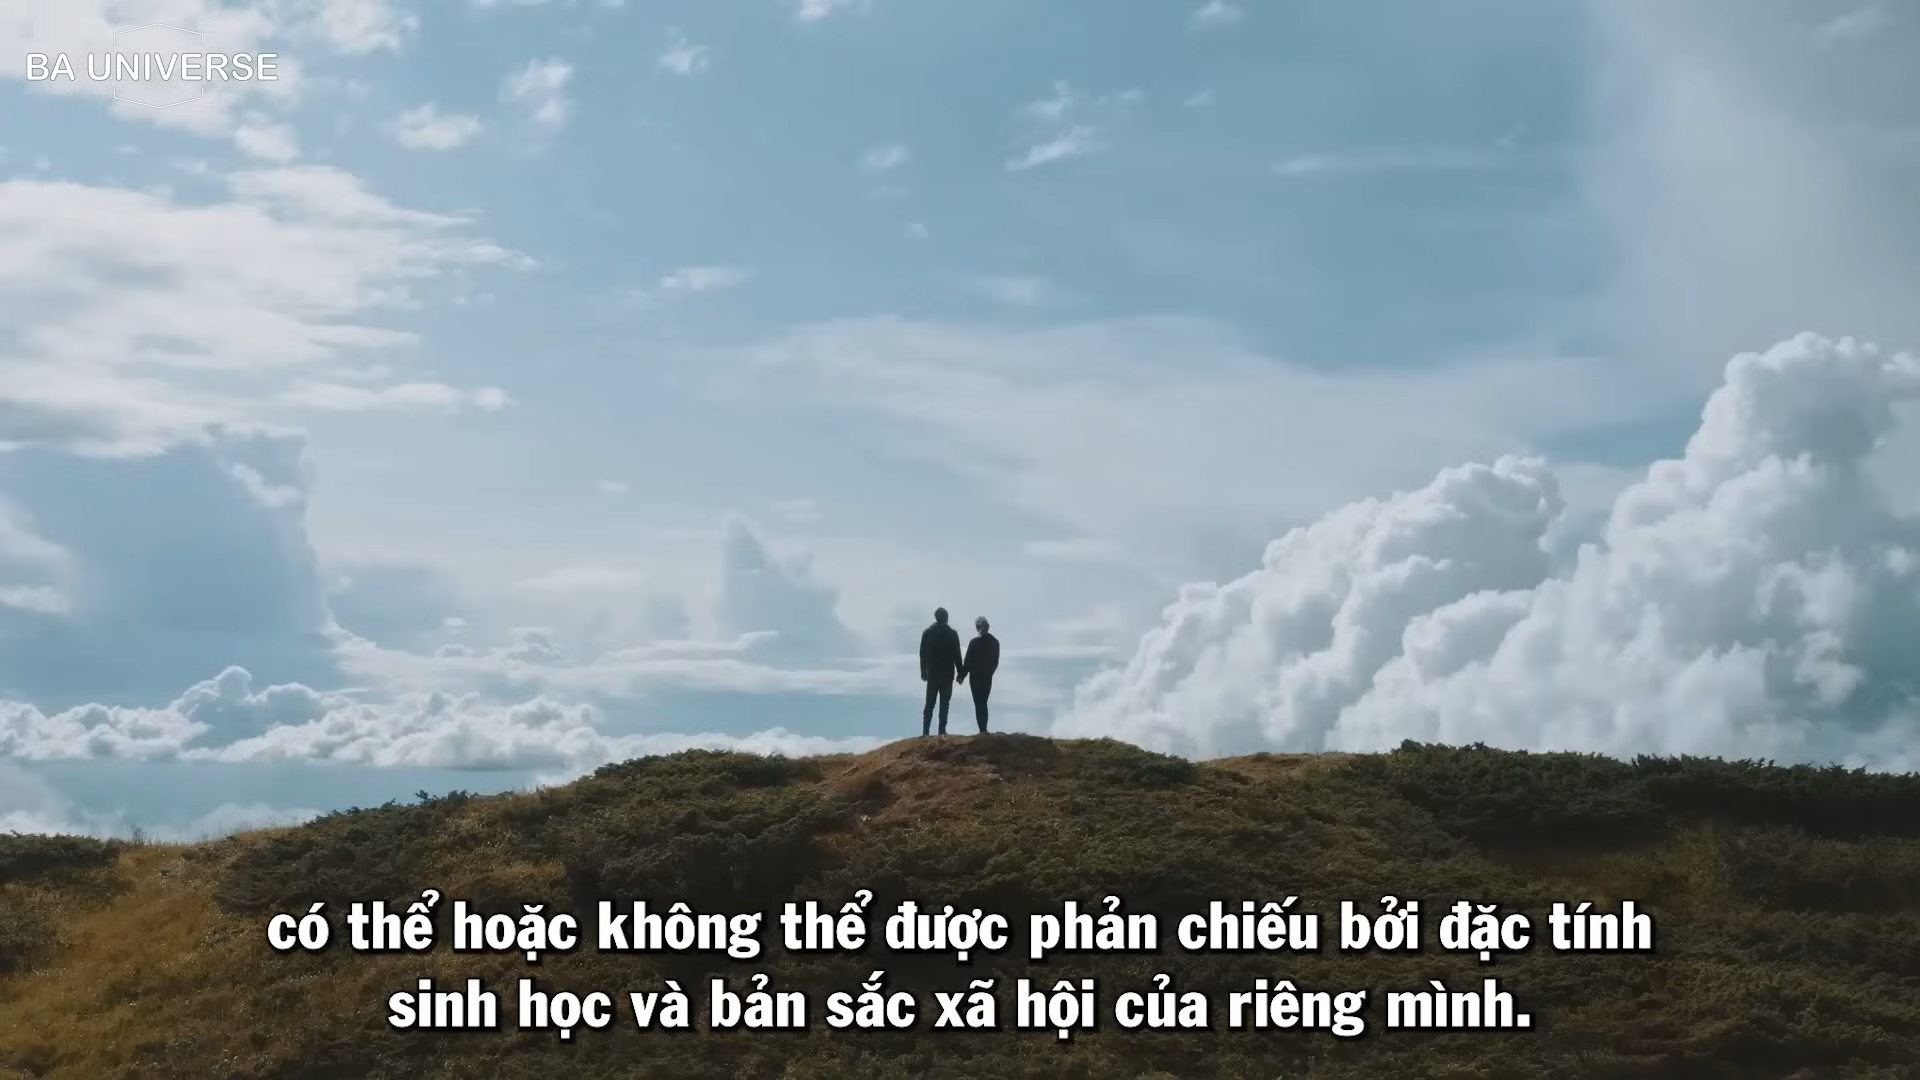 BA UNIVERSE
có thể hoặc không thể được phản chiếu bởi đặc tính
sinh học và bản sắc xã hội của riêng mình.